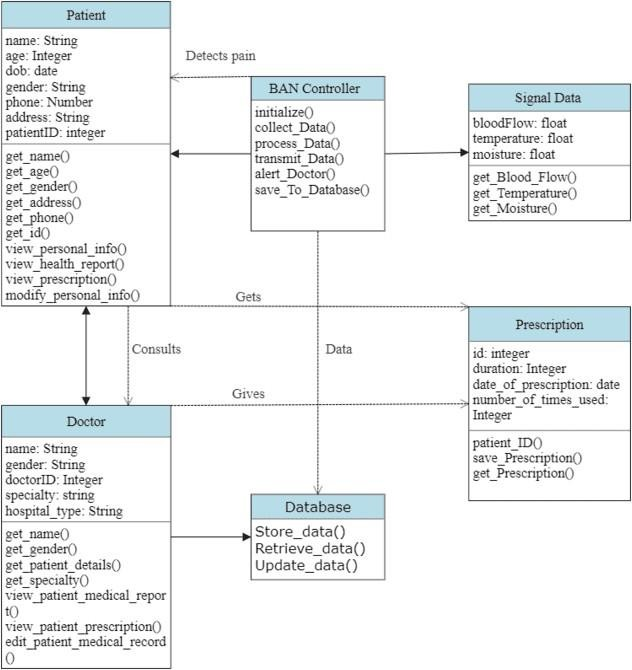 Patient
name: String
age: Integer
dob: date
gender: String
phone: Number
address: String
patientID: integer
get_name()
get_age()
get_gender()
get_address()
get_phone()
get_id()
view_personal_info()
view_health_report()
view_prescription()
modify_personal_info()
Detects pain
BAN Controller
initialize()
collect_Data()
process_Data()
transmit_Data()
alert_Doctor()
save_To_Database()
Signal Data
bloodFlow: float
temperature: float
moisture: float
get_Blood_Flow()
get_Temperature()
get_Moisture()
Gets
Consults
Data
Gives
Prescription
id: integer
duration: Integer
date_of_prescription: date
number_of_times_used:
Integer
patient_ID()
save_Prescription()
get_Prescription()
Doctor
name: String
gender: String
doctorID: Integer
specialty: string
hospital_type: String
get_name()
get_gender()
get_patient_details()
get_specialty()
view_patient_medical_repor
t()
view_patient_prescription()
edit_patient_medical_record
()
Database
Store_data()
Retrieve_data()
Update_data()